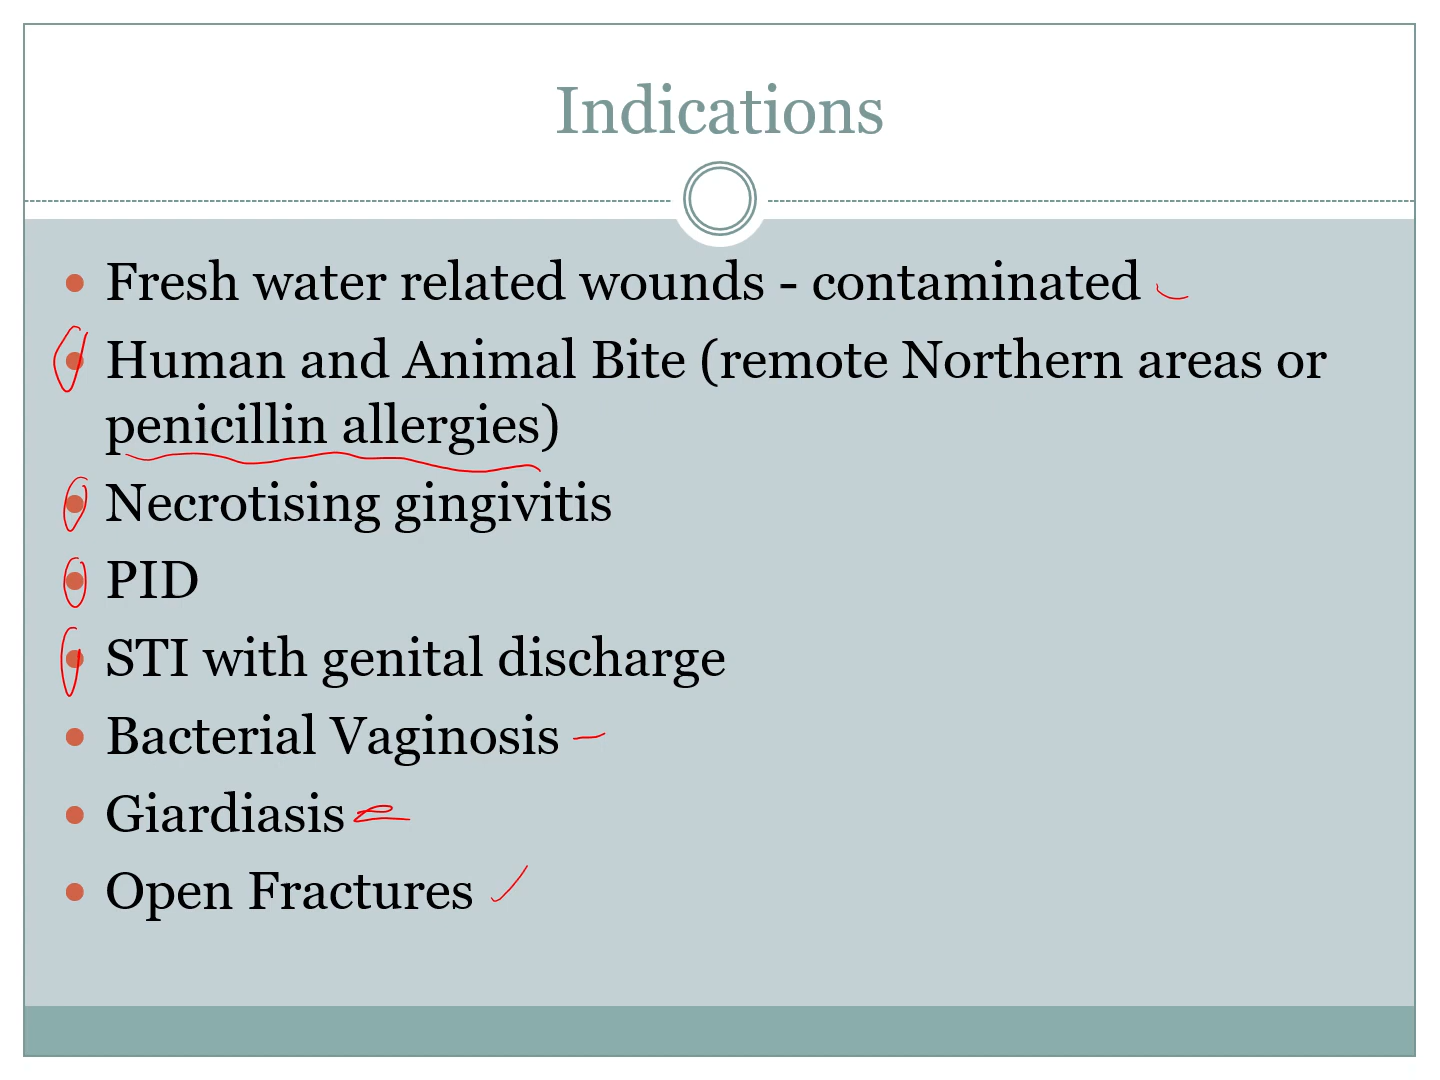 Indications
Fresh water related wounds - contaminated
Human and Animal Bite (remote Northern areas or
penicillin allergies)
Necrotising gingivitis
PID
STI with genital discharge
Bacterial Vaginosis
Giardiasis
Open Fractures